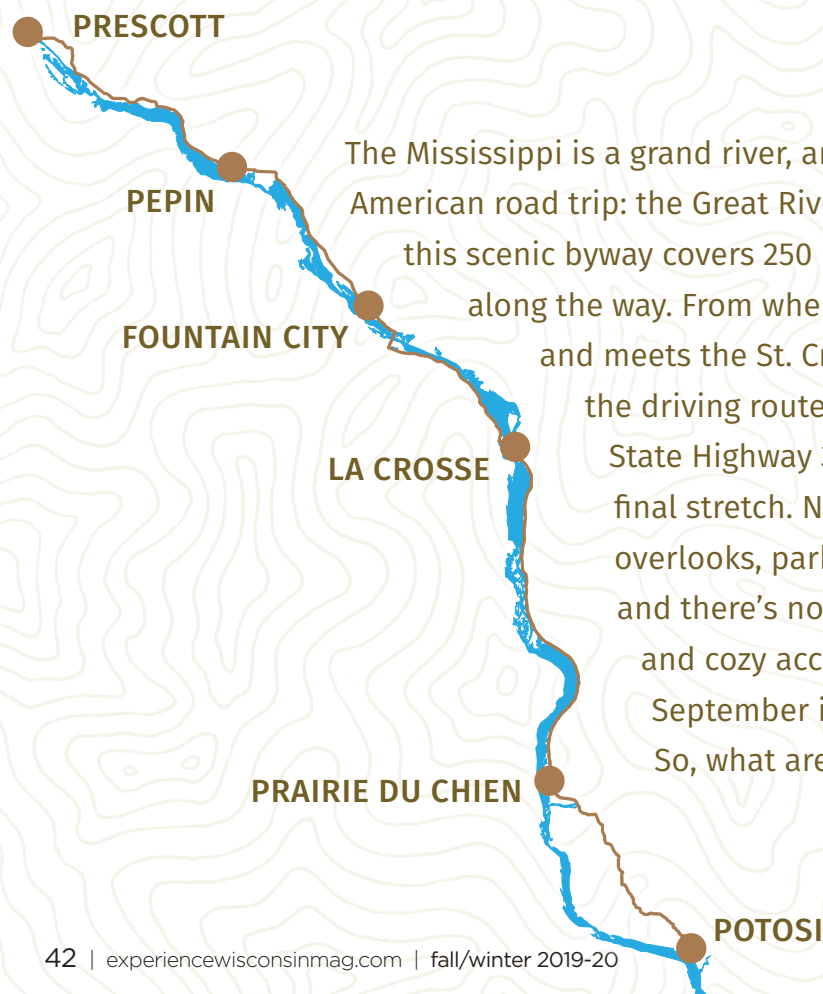 PRESCOTT
The Mississippi is a grand river, an
American road trip: the Great Riv
PEPIN
this scenic byway covers 250
along the way. From whe
FOUNTAIN CITY
and meets the St. Cr
the driving route
State Highway
LA CROSSE
final stretch. N
overlooks, park
and there’s no
and cozy acc
September i
So, what are
PRAIRIE DU CHIEN
POTOSI
42 | experiencewisconsinmag.com | fall/winter 2019-20